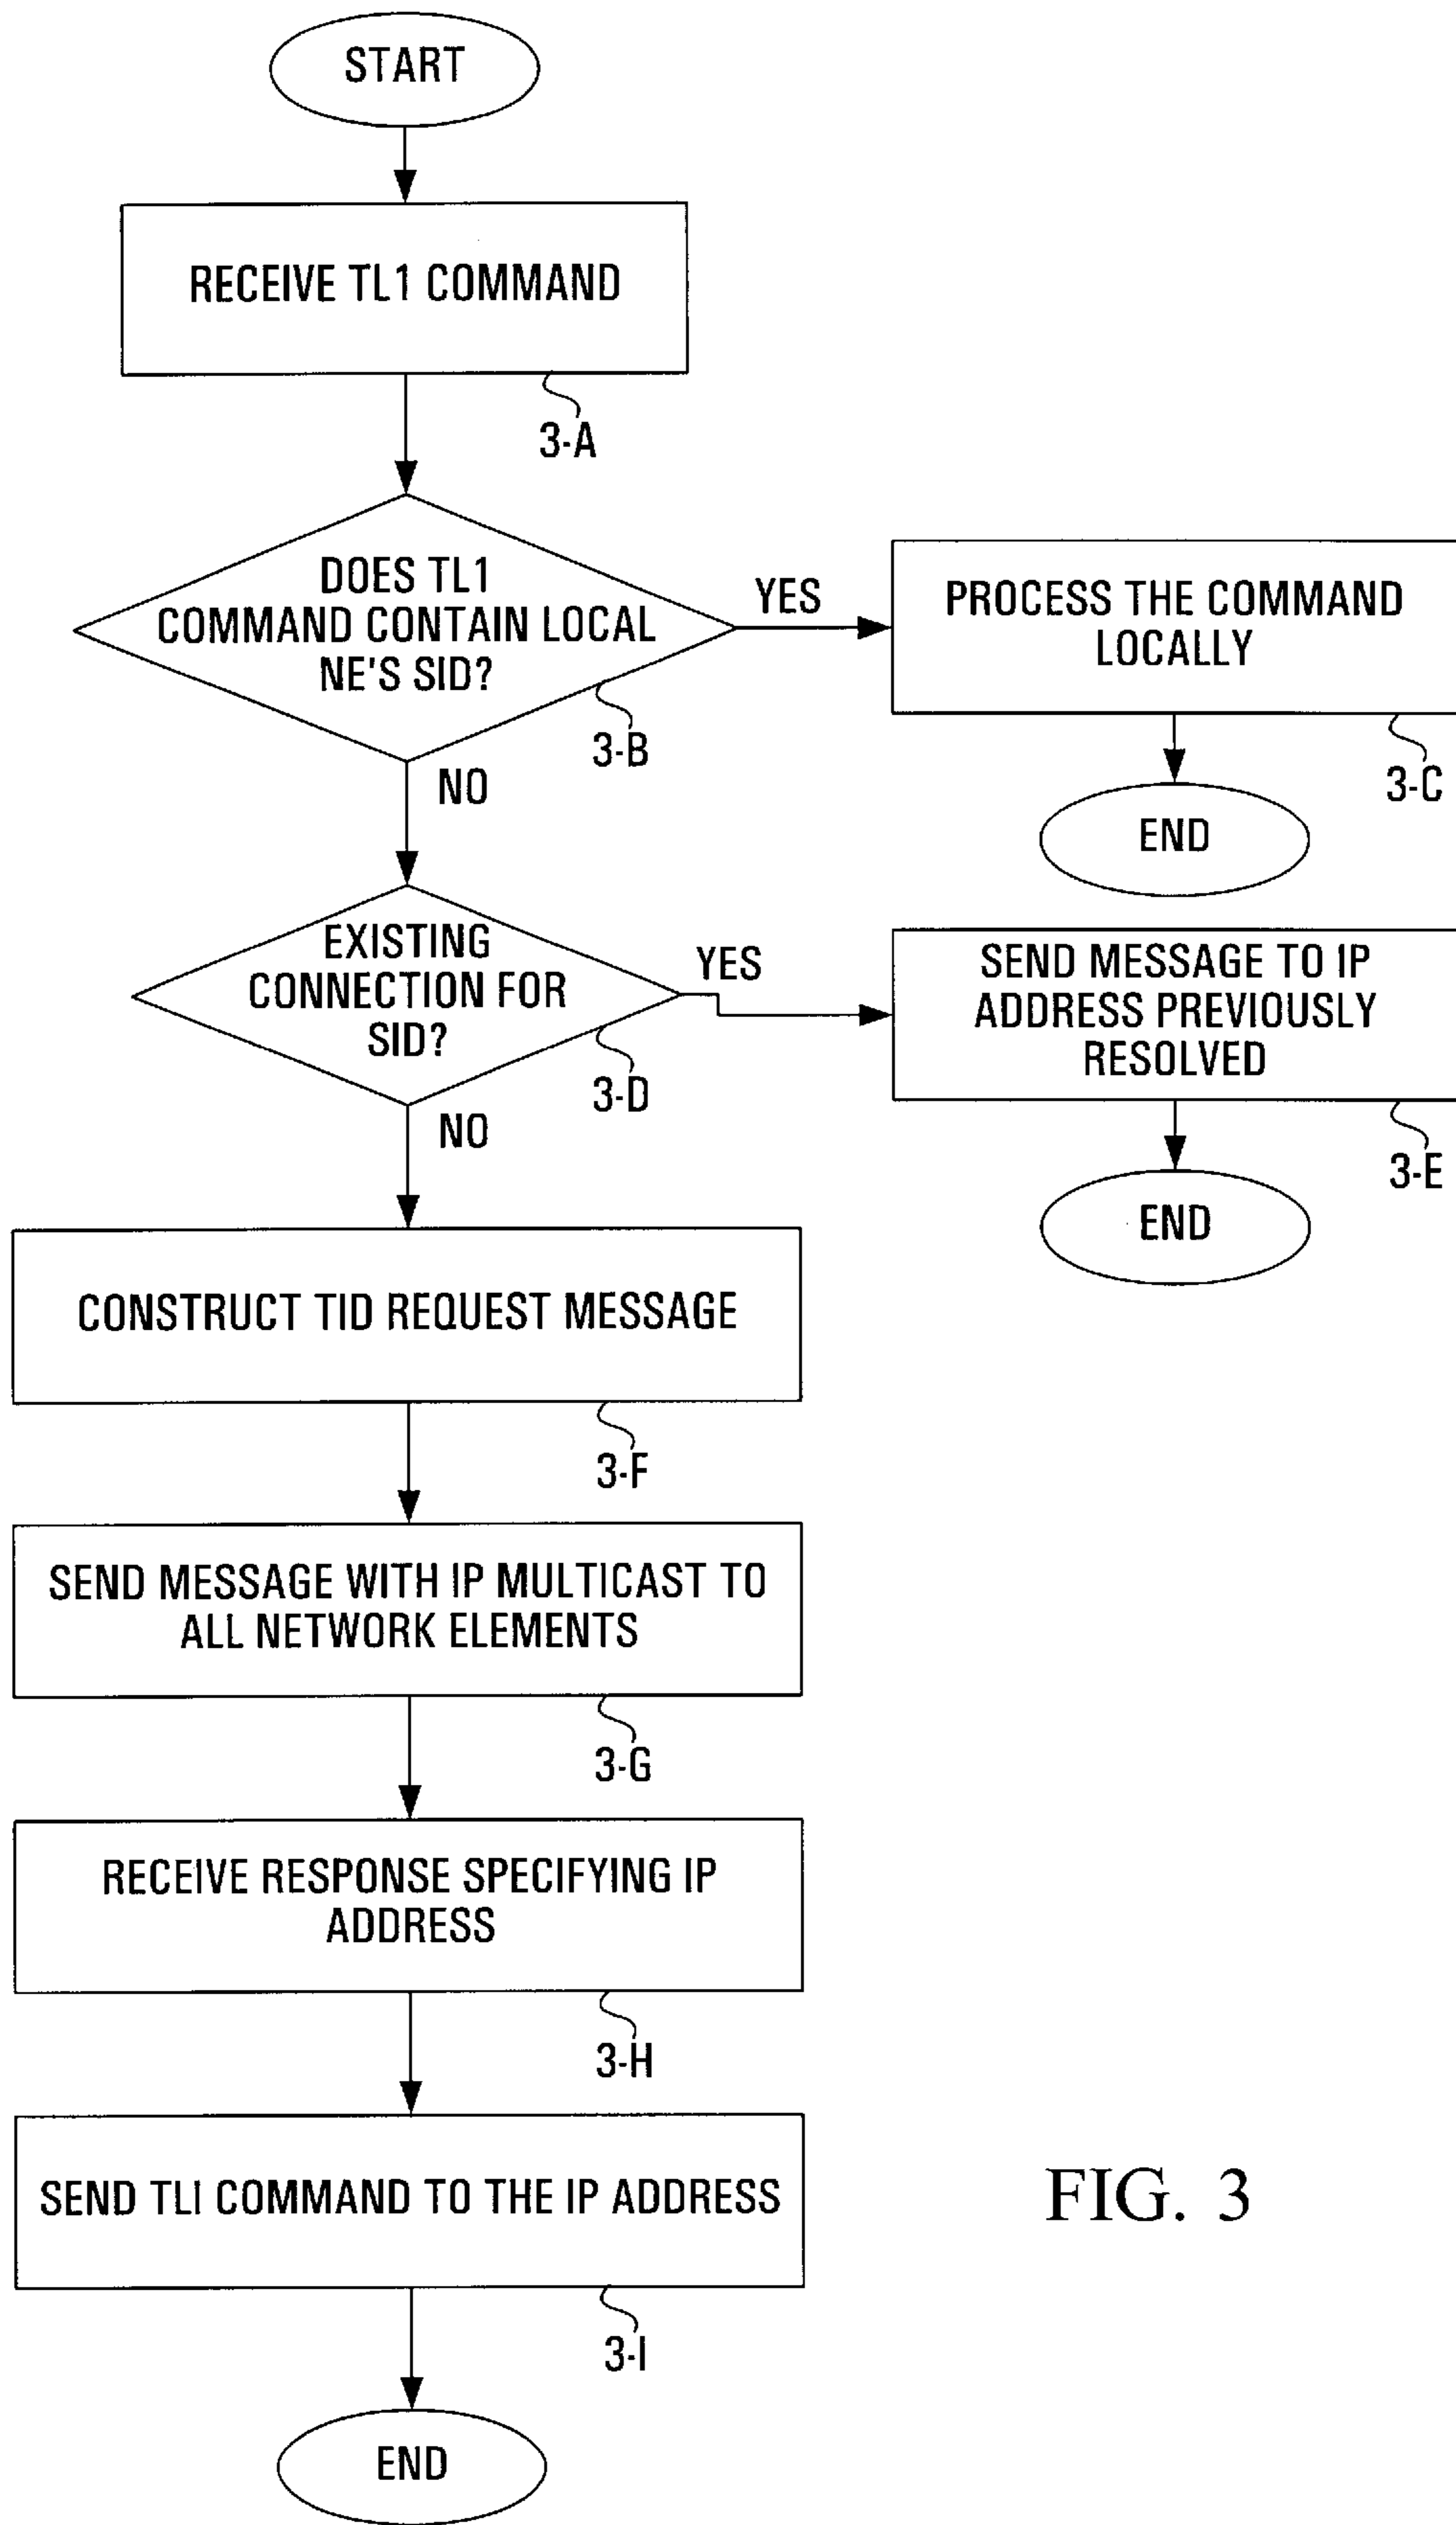 START
RECEIVE TL1 COMMAND
3-A
DOES TL1
COMMAND CONTAIN LOCAL
NE'S SID?
3-B
YES
PROCESS THE COMMAND
LOCALLY
3-C
END
NO
EXISTING
CONNECTION FOR
SID?
3-D
YES
SEND MESSAGE TO IP
ADDRESS PREVIOUSLY
RESOLVED
3-E
END
NO
CONSTRUCT TID REQUEST MESSAGE
3-F
SEND MESSAGE WITH IP MULTICAST TO
ALL NETWORK ELEMENTS
3-G
RECEIVE RESPONSE SPECIFYING IP
ADDRESS
3-H
SEND TLI COMMAND TO THE IP ADDRESS
3-I
END
FIG. 3